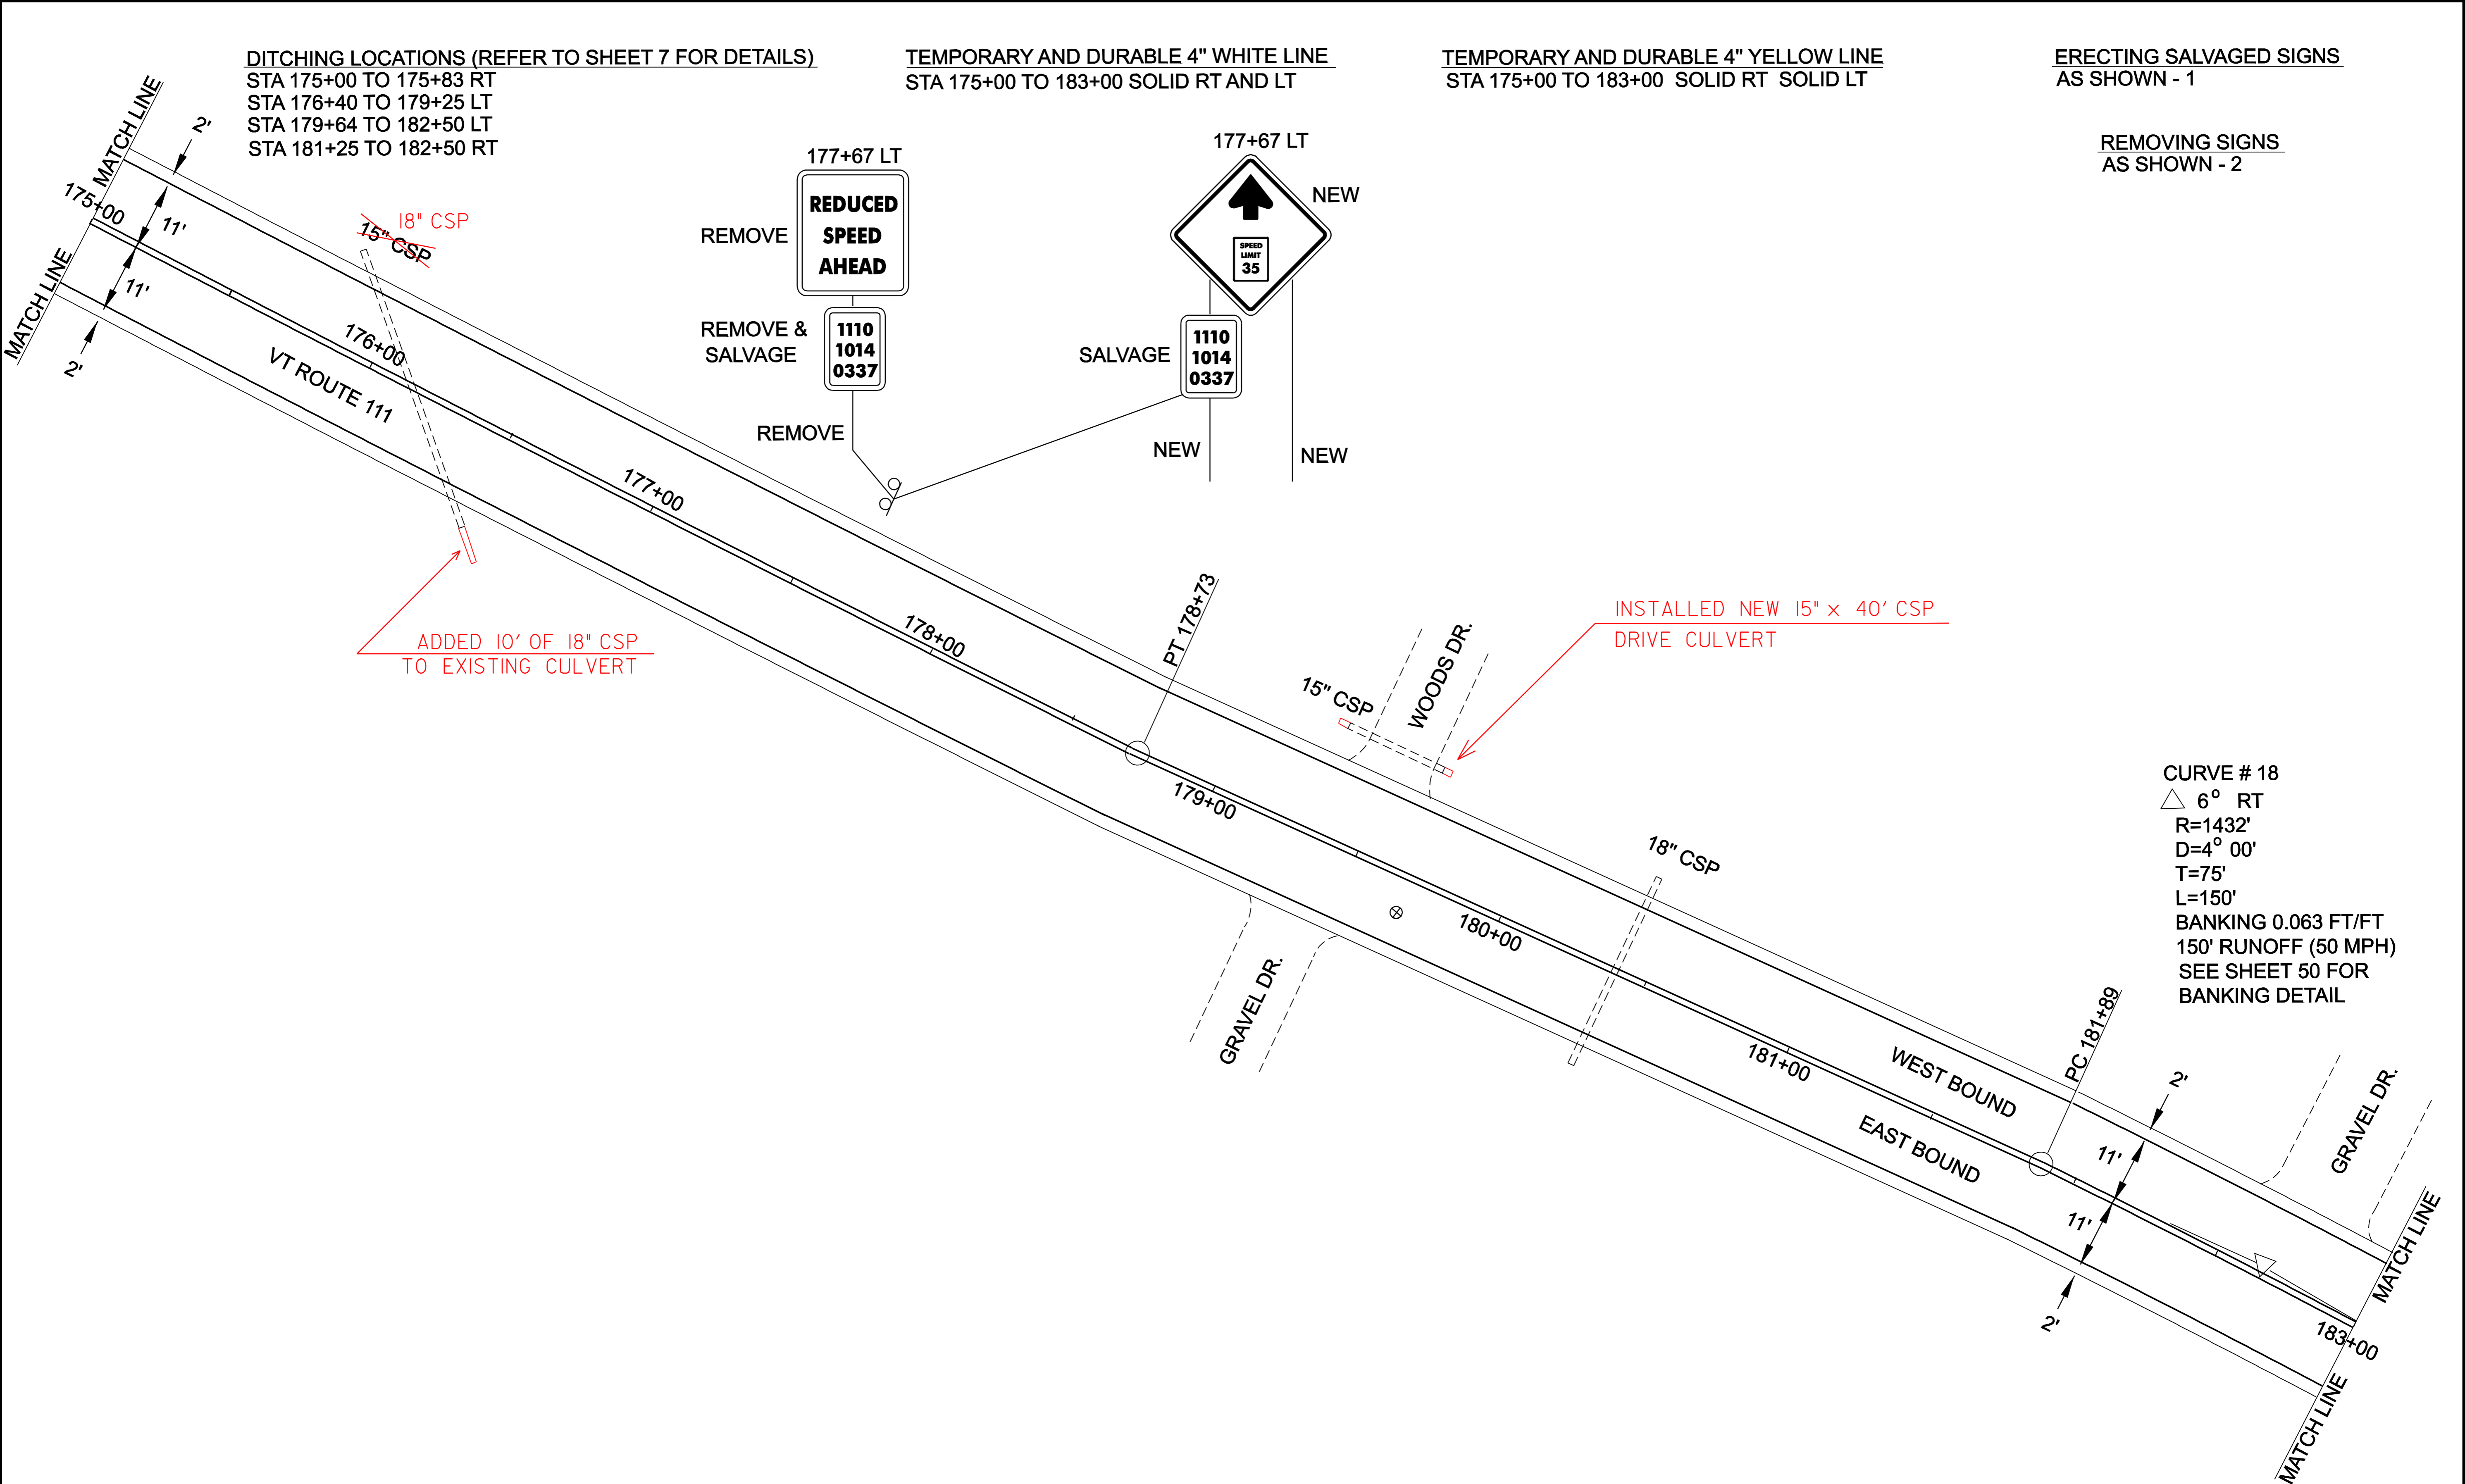 DITCHING LOCATIONS (REFER TO SHEET 7 FOR DETAILS)
STA 175+00 TO 175+83 RT
STA 176+40 TO 179+25 LT
STA 179+64 TO 182+50 LT
STA 181+25 TO 182+50 RT
TEMPORARY AND DURABLE 4" WHITE LINE
STA 175+00 TO 183+00 SOLID RT AND LT
TEMPORARY AND DURABLE 4" YELLOW LINE
STA 175+00 TO 183+00 SOLID RT SOLID LT
ERECTING SALVAGED SIGNS
AS SHOWN - 1
REMOVING SIGNS
AS SHOWN - 2
MATCH LINE
MATCH LINE
2'
11'
11'
2'
175+00
18" CSP
15" CSP
176+00
VT ROUTE 111
177+00
177+67 LT
REMOVE
REDUCED
SPEED
AHEAD
REMOVE &
SALVAGE
1110
1014
0337
REMOVE
177+67 LT
NEW
SPEED
LIMIT
35
SALVAGE
1110
1014
0337
NEW
NEW
ADDED 10' OF 18" CSP
TO EXISTING CULVERT
178+00
PT 178+73
179+00
15" CSP
WOODS DR.
INSTALLED NEW 15" x 40' CSP
DRIVE CULVERT
18" CSP
180+00
GRAVEL DR.
181+00
WEST BOUND
EAST BOUND
PC 181+89
CURVE # 18
6° RT
R=1432'
D=4° 00'
T=75'
L=150'
BANKING 0.063 FT/FT
150' RUNOFF (50 MPH)
SEE SHEET 50 FOR
BANKING DETAIL
2'
11'
11'
2'
GRAVEL DR.
183+00
MATCH LINE
MATCH LINE